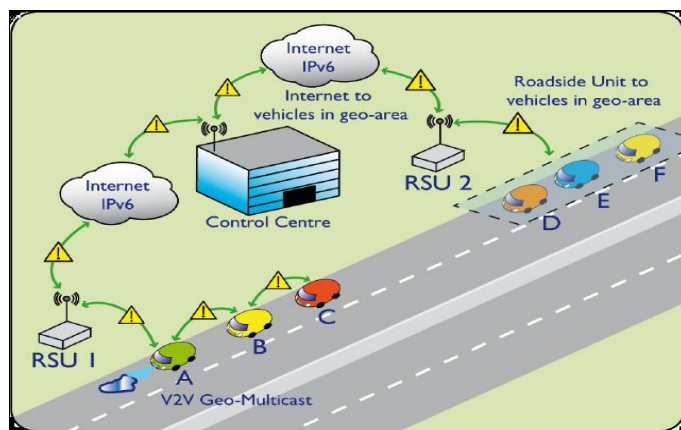 Internet
IPv6
Internet to
vehicles in geo-area
Roadside Unit to
vehicles in geo-area
RSU 2
Internet
IPv6
Control Centre
F
E
D
C
B
RSU 1
A
V2V Geo-Multicast